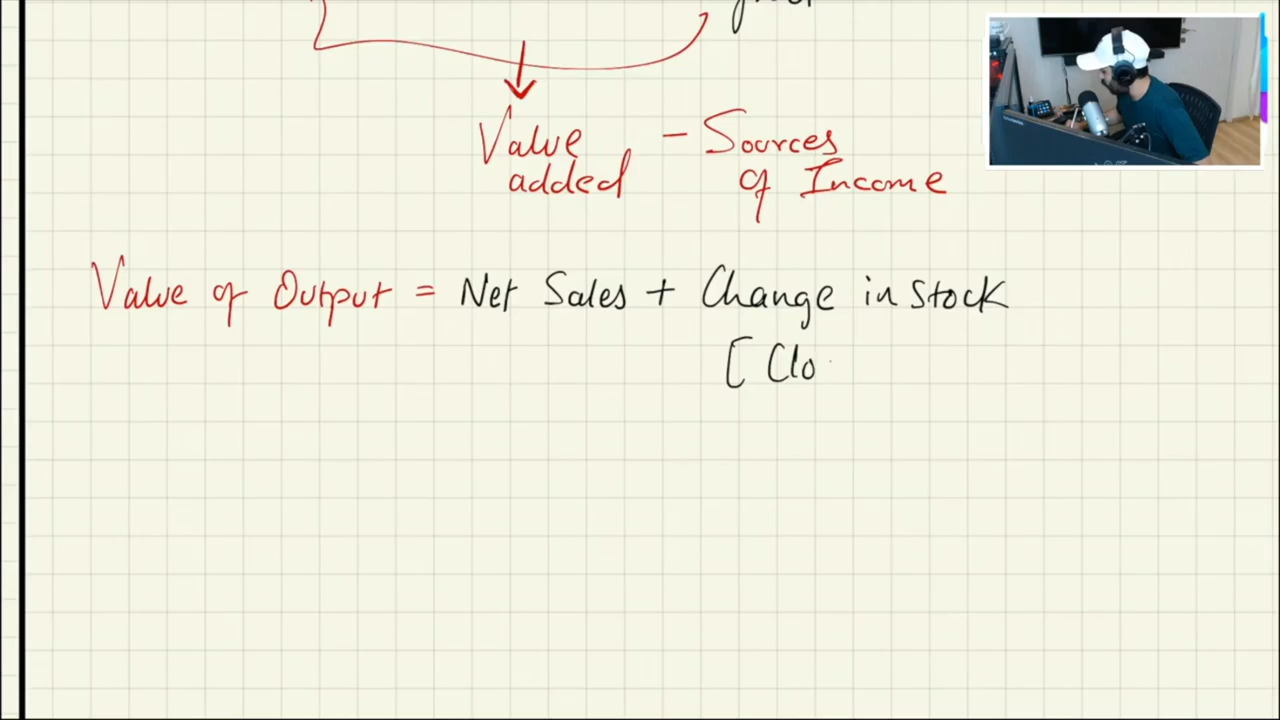 Value - Sources
added of Income
Value of Output = Net Sales + Change in stock
[ Clo